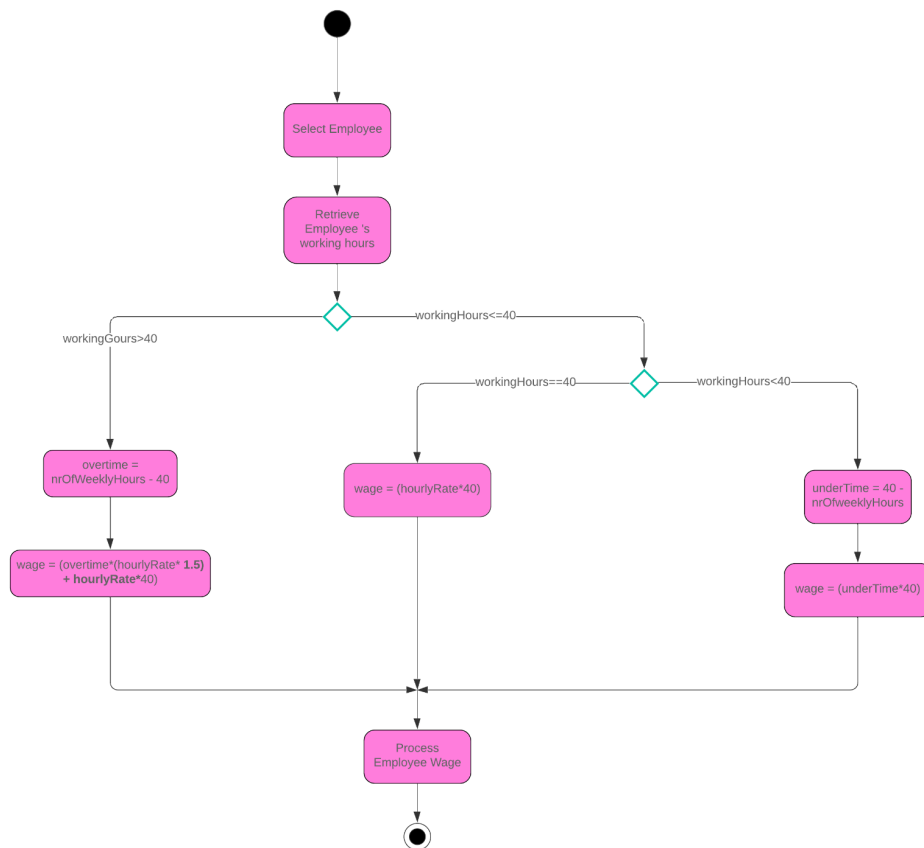 Select Employee
Retrieve
Employee 's
working hours
workingHours<=40
workingGours>40
workingHours==40
workingHours<40
overtime =
nrOfWeeklyHours - 40
wage = (hourlyRate*40)
underTime = 40 -
nrOfweeklyHours
wage = (overtime*(hourlyRate* 1.5)
+ hourlyRate*40)
wage = (underTime*40)
Process
Employee Wage